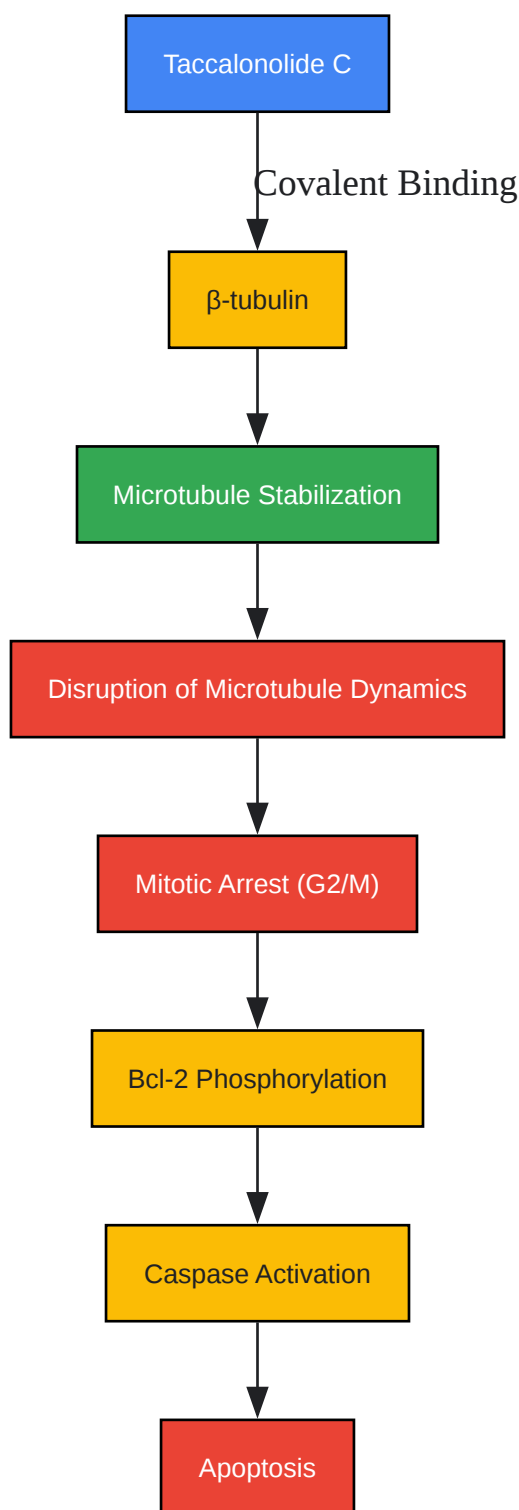 Taccalonolide C
Covalent Binding
β-tubulin
Microtubule Stabilization
Disruption of Microtubule Dynamics
Mitotic Arrest (G2/M)
Bcl-2 Phosphorylation
Caspase Activation
Apoptosis